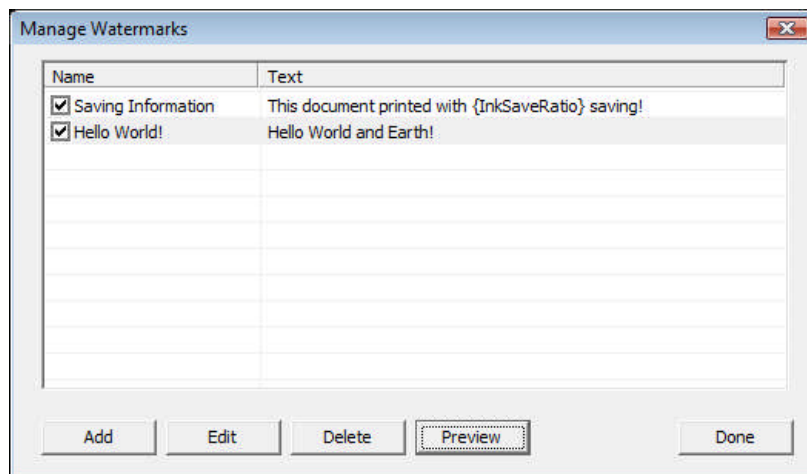 Manage Watermarks
Name Text
Saving Information This document printed with {InkSaveRatio} saving!
Hello World! Hello World and Earth!
Add Edit Delete Preview Done